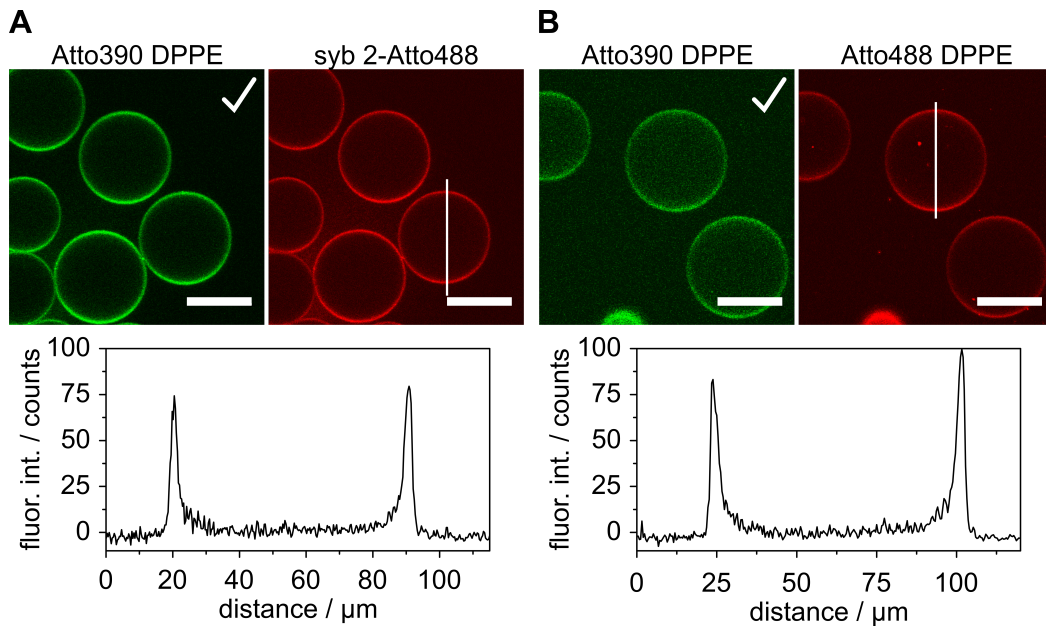 A
Atto390 DPPE
syb 2-Atto488
100
75
50
25
0
fluor. int. / counts
0 20 40 60 80 100
distance / µm
B
Atto390 DPPE
Atto488 DPPE
100
75
50
25
0
fluor. int. / counts
0 25 50 75 100
distance / µm